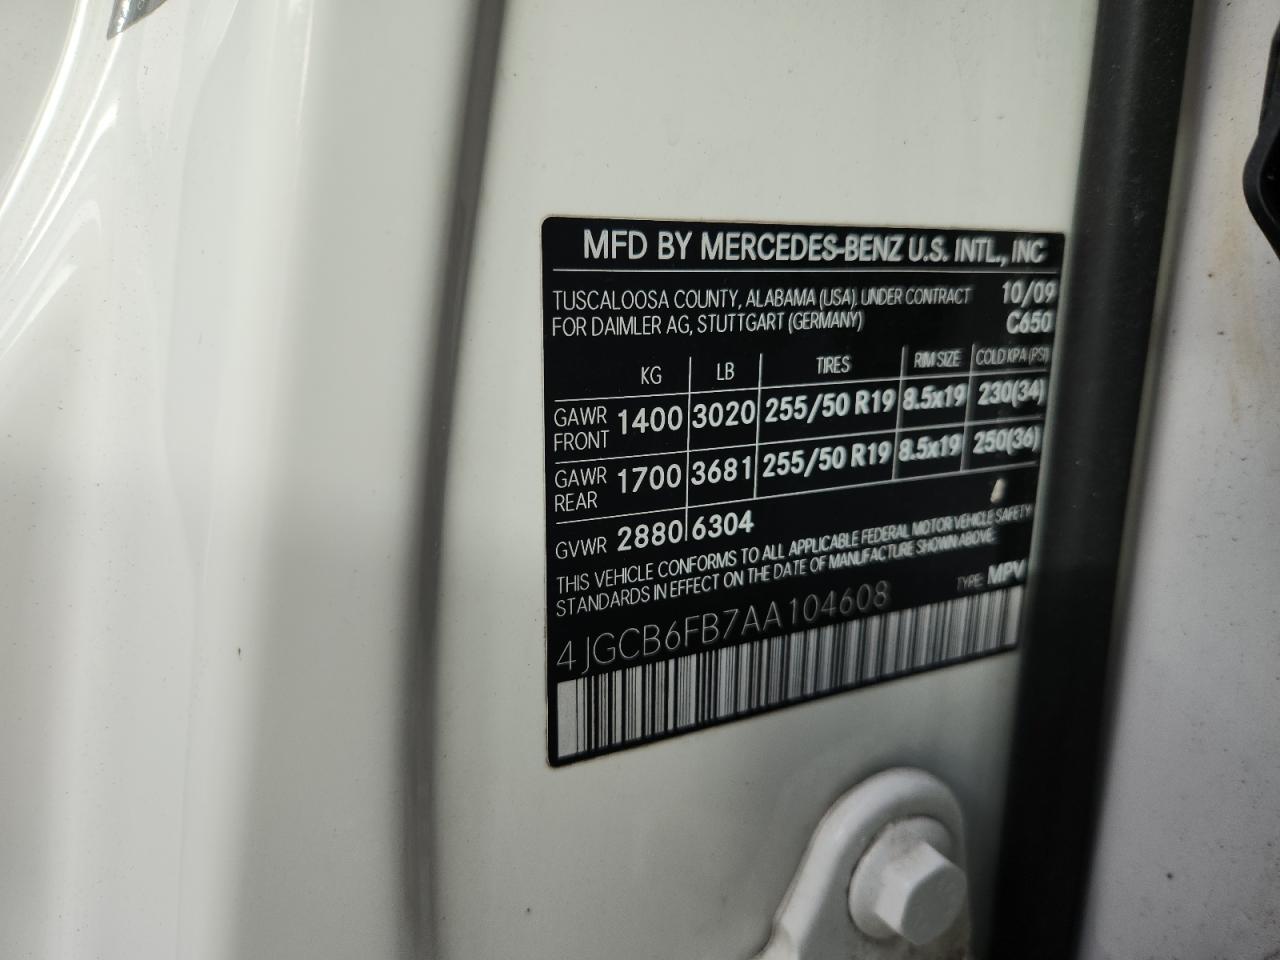 MFD BY MERCEDES-BENZ U.S. INTL., INC
TUSCALOOSA COUNTY, ALABAMA (USA), UNDER CONTRACT 10/09
FOR DAIMLER AG, STUTTGART (GERMANY) C650
KG LB TIRES RIM SIZE COLD KPA (PSI)
GAWR FRONT 1400 3020 255/50 R19 8.5x19 230(34)
GAWR REAR 1700 3681 255/50 R19 8.5x19 250(36)
GVWR 2880 6304
THIS VEHICLE CONFORMS TO ALL APPLICABLE FEDERAL MOTOR VEHICLE SAFETY
STANDARDS IN EFFECT ON THE DATE OF MANUFACTURE SHOWN ABOVE.
4JGCB6FB7AA104608 TYPE: MPV